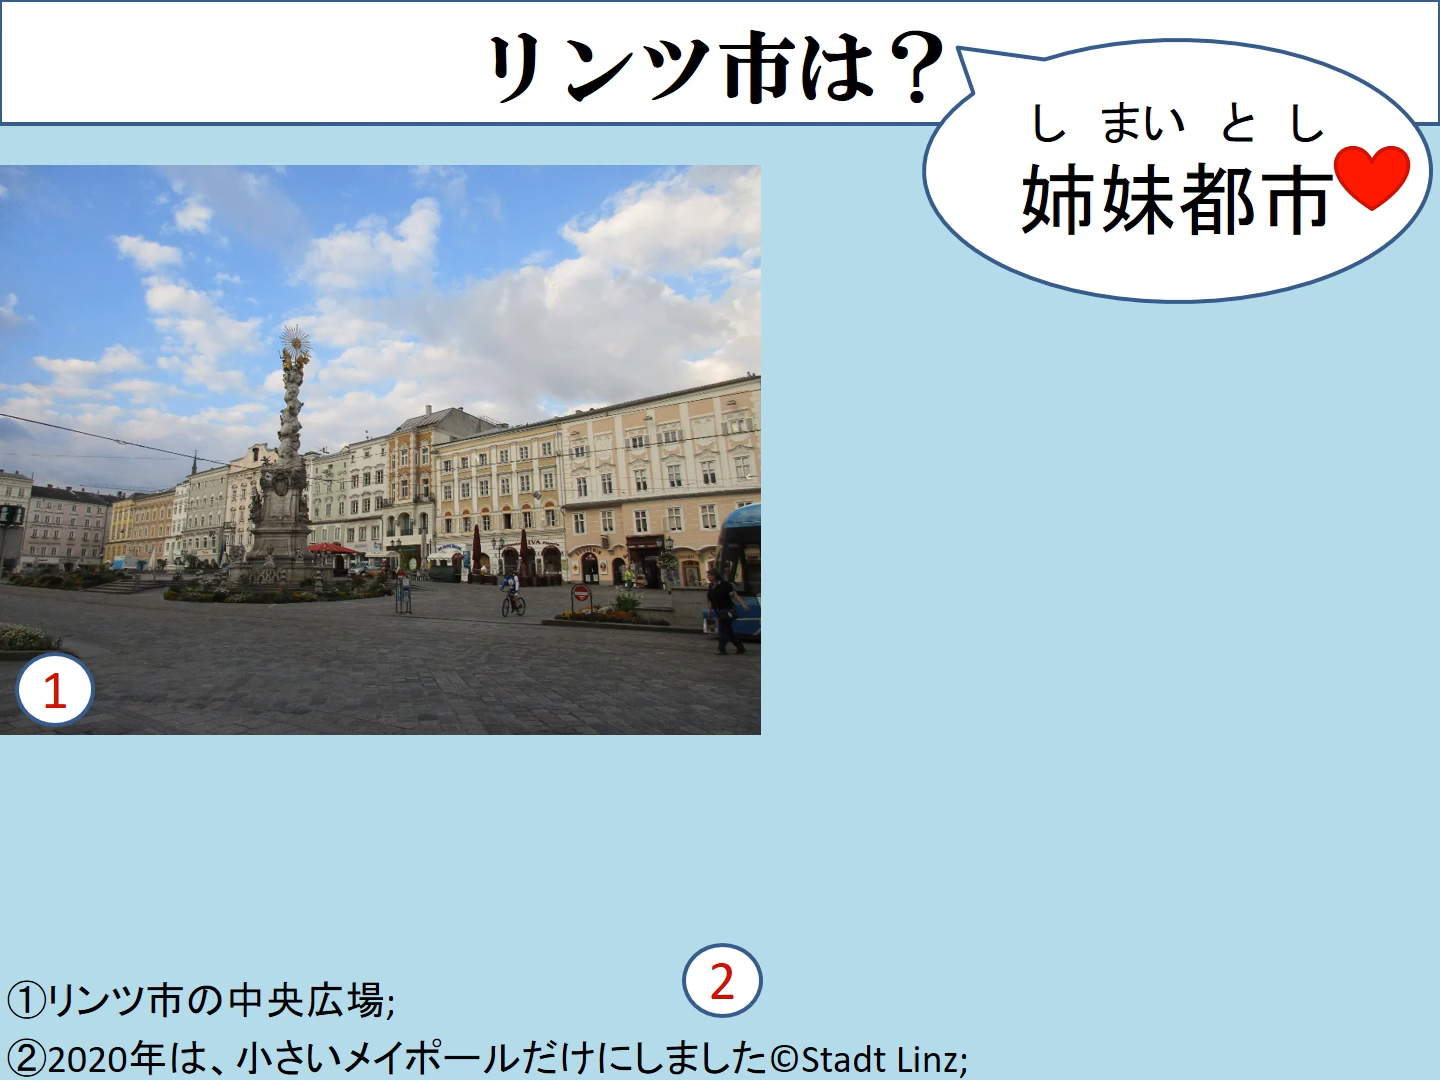 リンツ市は？
し まい と し
姉妹都市
1
2
①リンツ市の中央広場;
②2020年は、小さいメイポールだけにしました©Stadt Linz;